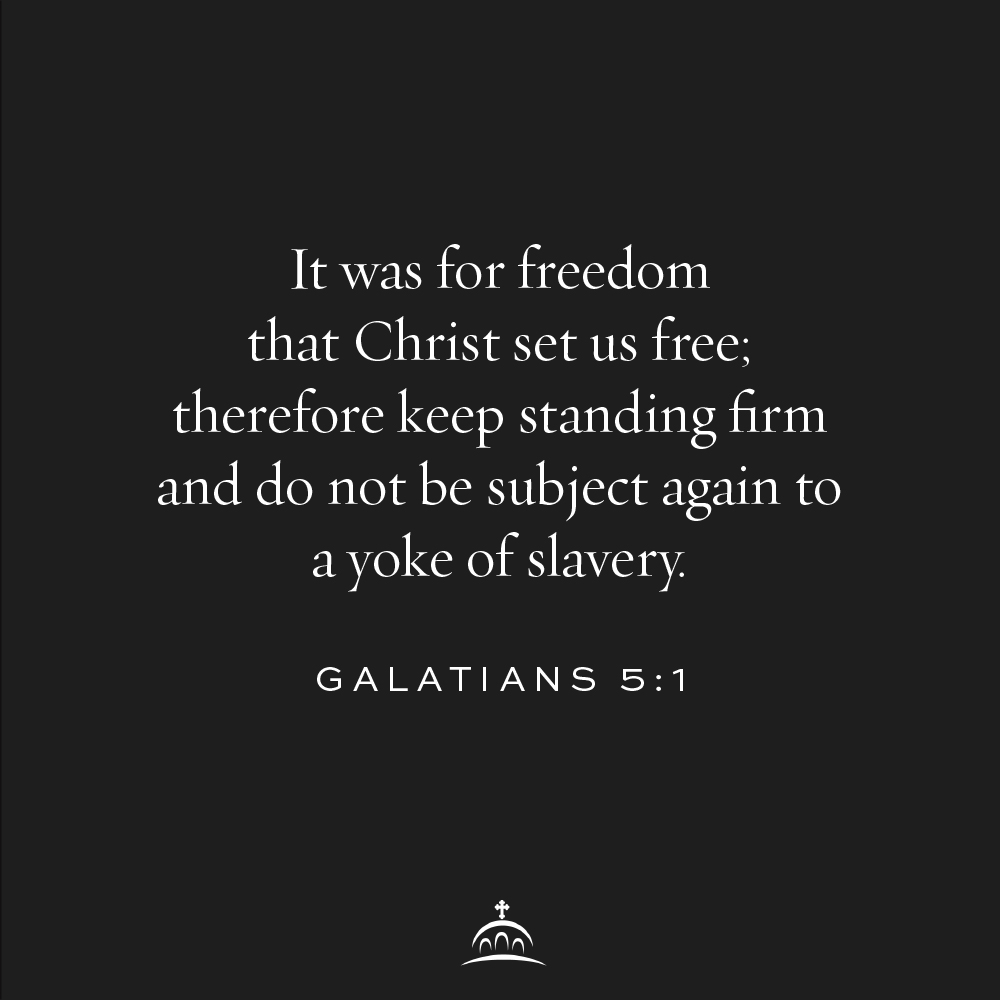 It was for freedom
that Christ set us free;
therefore keep standing firm
and do not be subject again to
a yoke of slavery.
GALATIANS 5:1